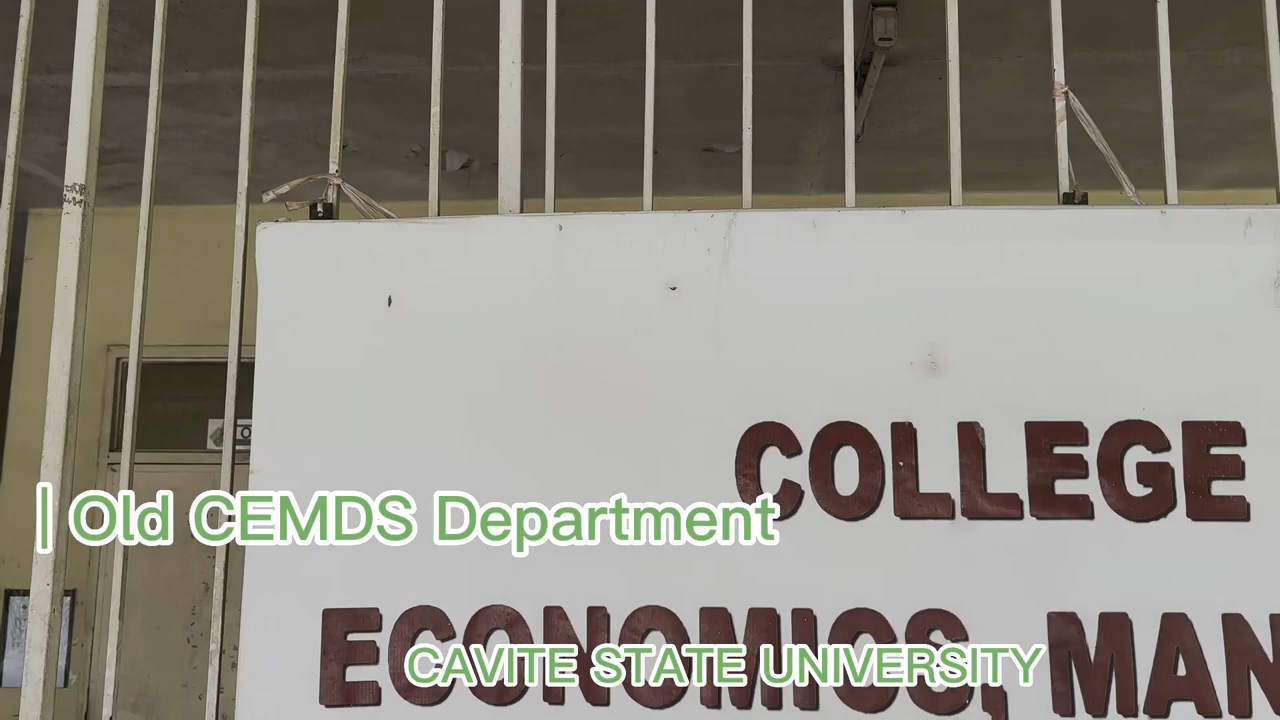 COLLEGE
| Old CEMDS Department
ECONOMICS, MAN
CAVITE STATE UNIVERSITY